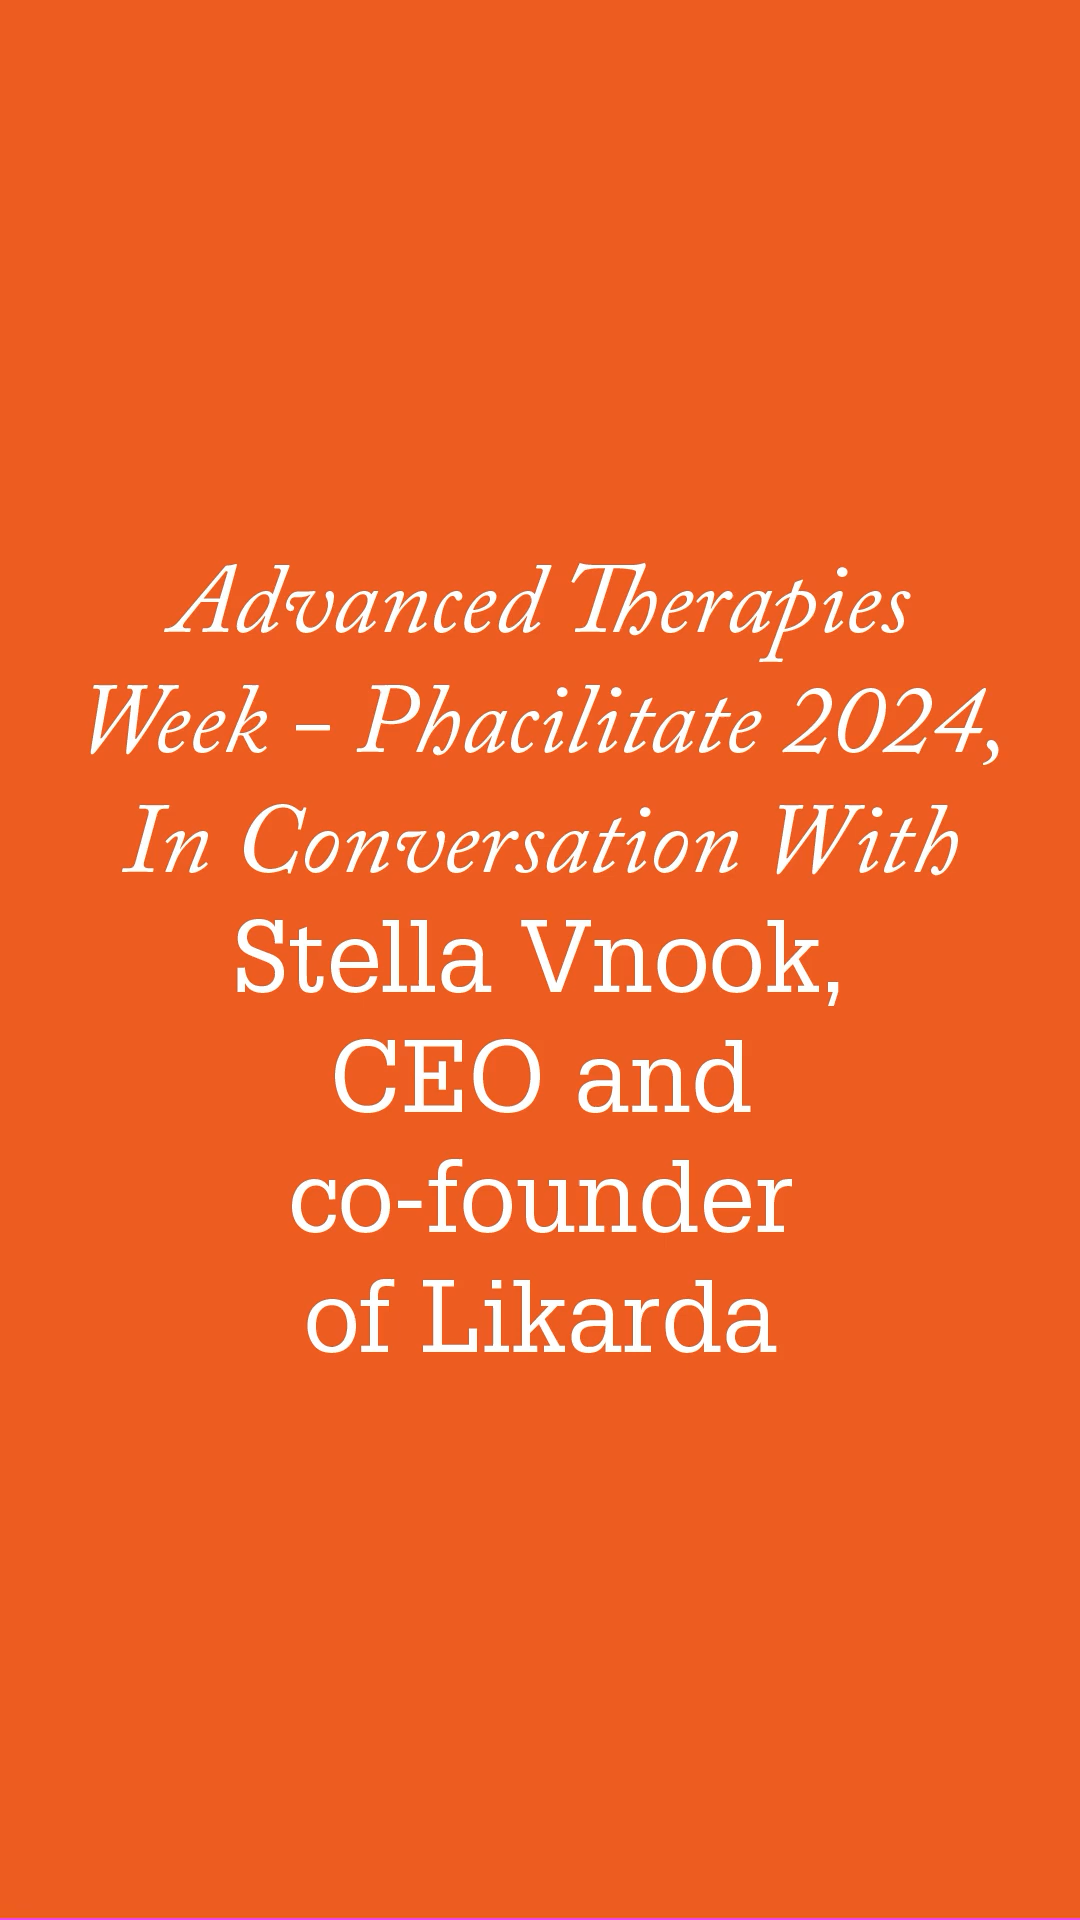 Advanced Therapies
Week – Phacilitate 2024,
In Conversation With
Stella Vnook,
CEO and
co-founder
of Likarda